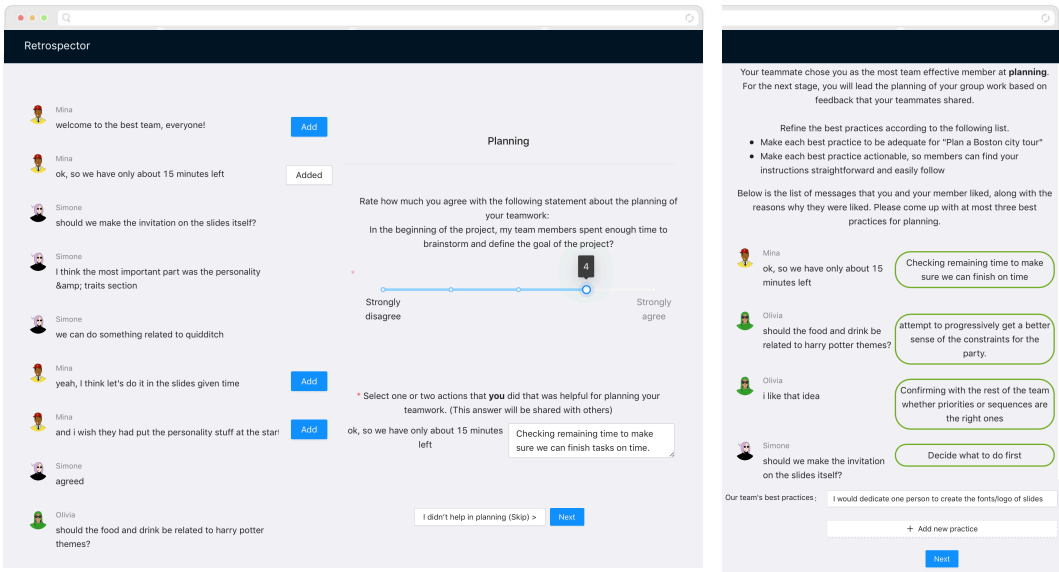 Retrospector
Mina
welcome to the best team, everyone!
Add
Mina
ok, so we have only about 15 minutes left
Added
Simone
should we make the invitation on the slides itself?
Simone
I think the most important part was the personality
&amp; traits section
Simone
we can do something related to quidditch
Mina
yeah, I think let's do it in the slides given time
Add
Mina
and i wish they had put the personality stuff at the start
Add
Simone
agreed
Olivia
should the food and drink be related to harry potter
themes?
Planning
Rate how much you agree with the following statement about the planning of
your teamwork:
In the beginning of the project, my team members spent enough time to
brainstorm and define the goal of the project?
*
4
Strongly
disagree
Strongly
agree
* Select one or two actions that you did that was helpful for planning your
teamwork. (This answer will be shared with others)
ok, so we have only about 15 minutes
left
Checking remaining time to make
sure we can finish tasks on time.
I didn't help in planning (Skip) >
Next
Your teammate chose you as the most team effective member at planning.
For the next stage, you will lead the planning of your group work based on
feedback that your teammates shared.
Refine the best practices according to the following list.
• Make each best practice to be adequate for "Plan a Boston city tour"
• Make each best practice actionable, so members can find your
instructions straightforward and easily follow
Below is the list of messages that you and your member liked, along with the
reasons why they were liked. Please come up with at most three best
practices for planning.
Mina
ok, so we have only about 15
minutes left
Checking remaining time to make
sure we can finish on time
Olivia
should the food and drink be
related to harry potter themes?
attempt to progressively get a better
sense of the constraints for the
party.
Olivia
i like that idea
Confirming with the rest of the team
whether priorities or sequences are
the right ones
Simone
should we make the invitation
on the slides itself?
Decide what to do first
Our team's best practices :
I would dedicate one person to create the fonts/logo of slides
+ Add new practice
Next